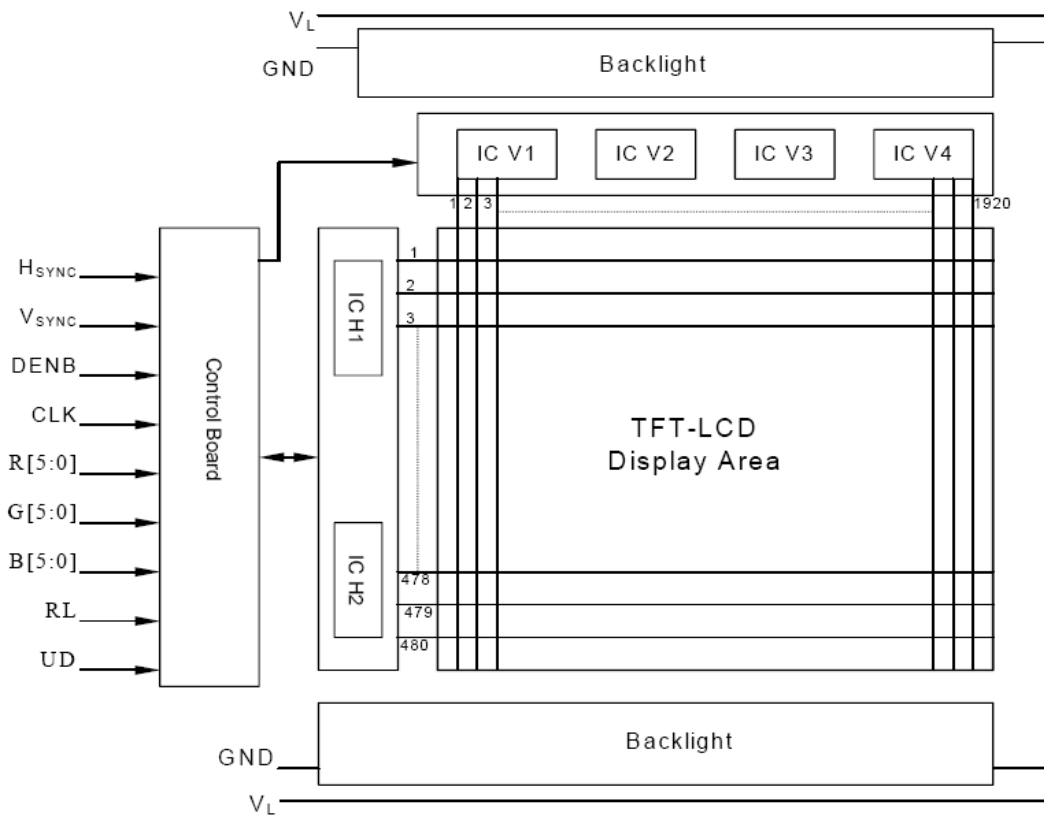 VL
GND
Backlight
IC V1
IC V2
IC V3
IC V4
1 2 3
1920
HSYNC
VSYNC
DENB
CLK
R[5:0]
G[5:0]
B[5:0]
RL
UD
Control Board
IC H1
IC H2
1
2
3
478
479
480
TFT-LCD
Display Area
Backlight
GND
VL